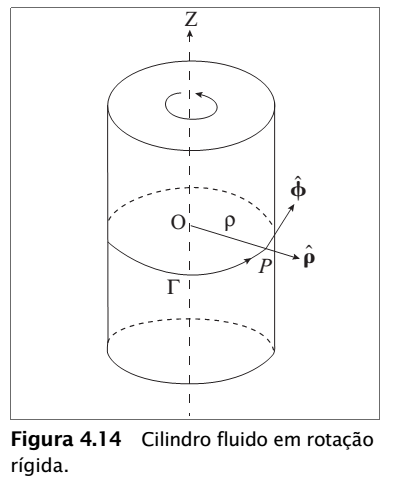 Z
ϕ̂
O
ρ
P
ρ̂
Γ
Figura 4.14 Cilindro fluido em rotação
rígida.